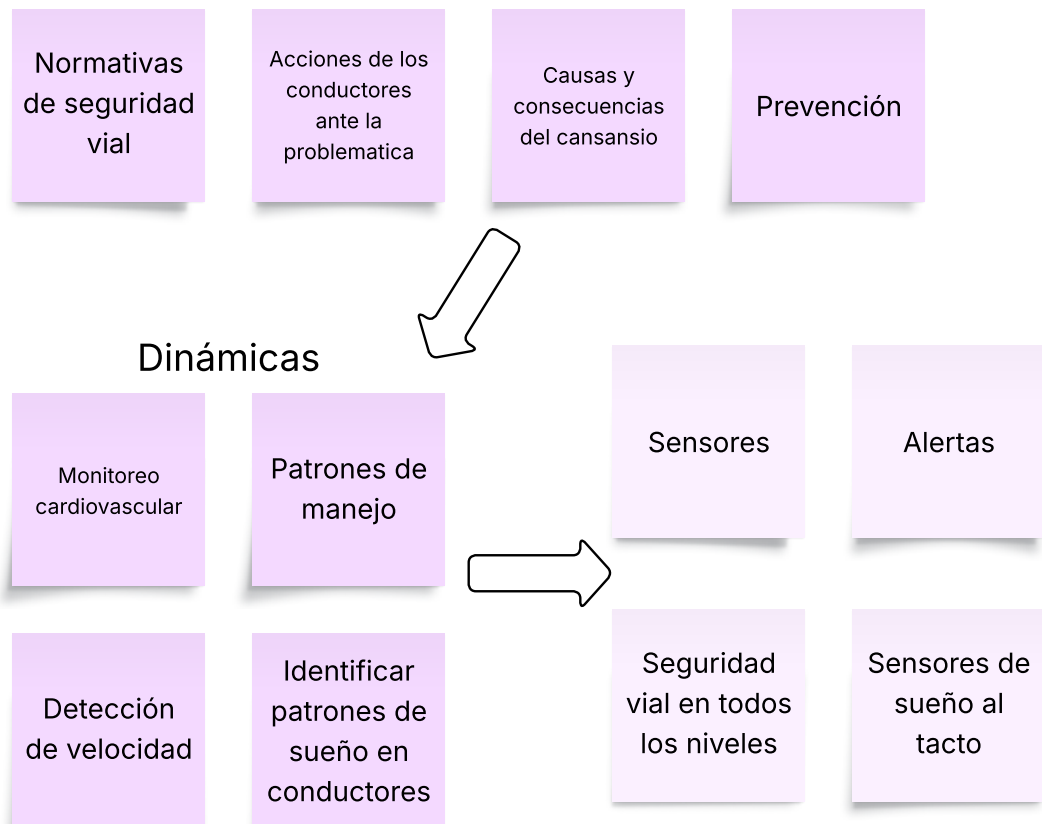 Normativas
de seguridad
vial
Acciones de los
conductores
ante la
problematica
Causas y
consecuencias
del cansansio
Prevención
Dinámicas
Monitoreo
cardiovascular
Patrones de
manejo
Detección
de velocidad
Identificar
patrones de
sueño en
conductores
Sensores
Alertas
Seguridad
vial en todos
los niveles
Sensores de
sueño al
tacto